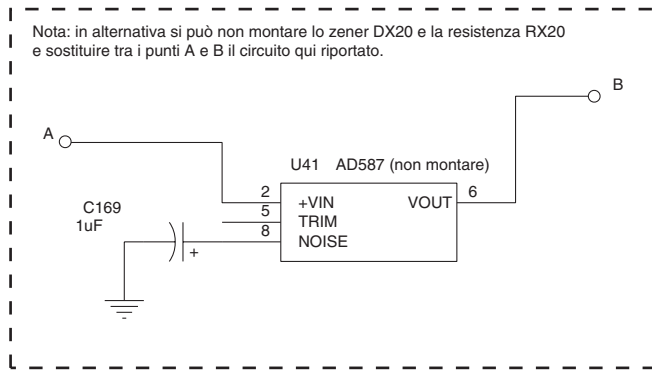 Nota: in alternativa si può non montare lo zener DX20 e la resistenza RX20
e sostituire tra i punti A e B il circuito qui riportato.
B
A
U41 AD587 (non montare)
2 +VIN VOUT 6
5 TRIM
8 NOISE
C169
1uF
+